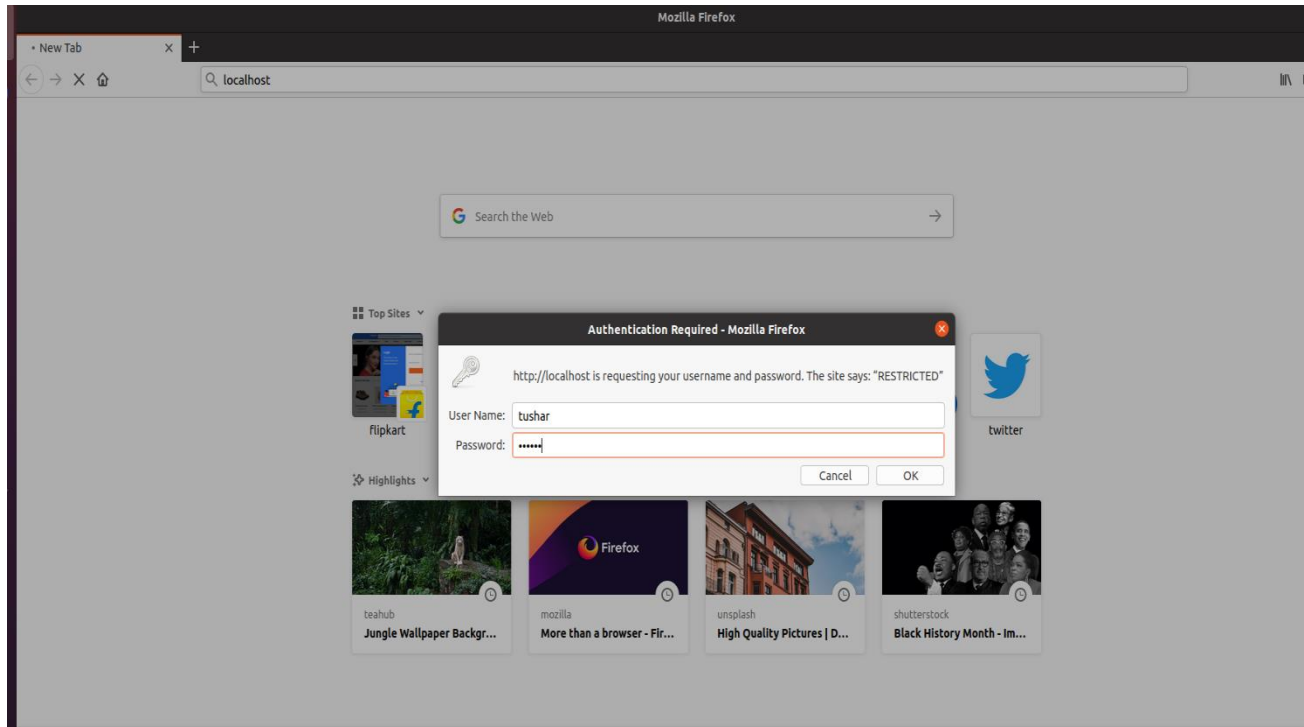 Mozilla Firefox
• New Tab
localhost
G Search the Web
Top Sites
Authentication Required - Mozilla Firefox
http://localhost is requesting your username and password. The site says: “RESTRICTED”
User Name: tushar
Password: ••••••
Cancel OK
flipkart twitter
Highlights
Firefox
teahub mozilla unsplash shutterstock
Jungle Wallpaper Backgr... More than a browser - Fir... High Quality Pictures | D... Black History Month - Im...